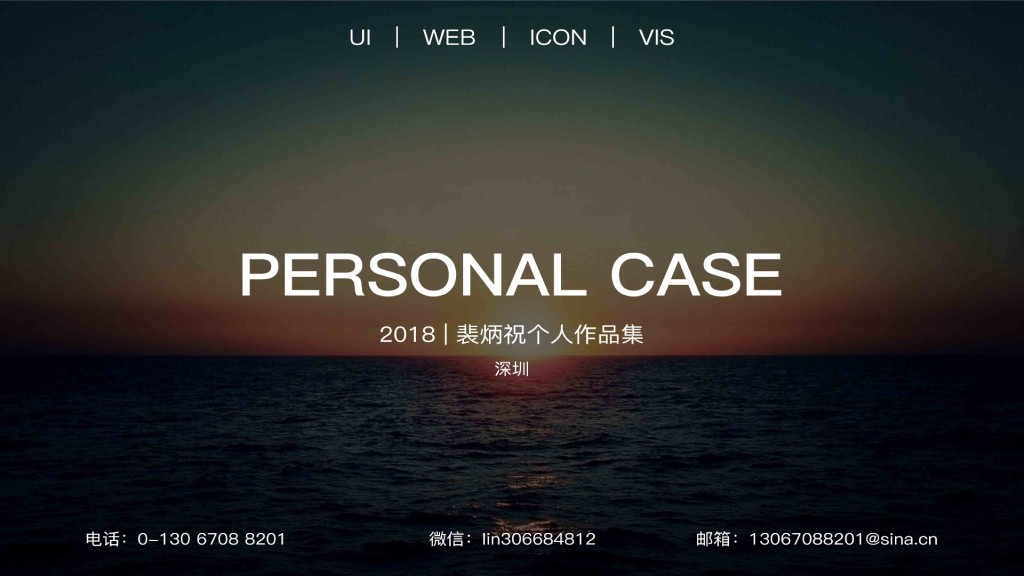 UI | WEB | ICON | VIS
PERSONAL CASE
2018 | 裴炳祝个人作品集
深圳
电话：0-130 6708 8201
微信：lin306684812
邮箱：13067088201@sina.cn